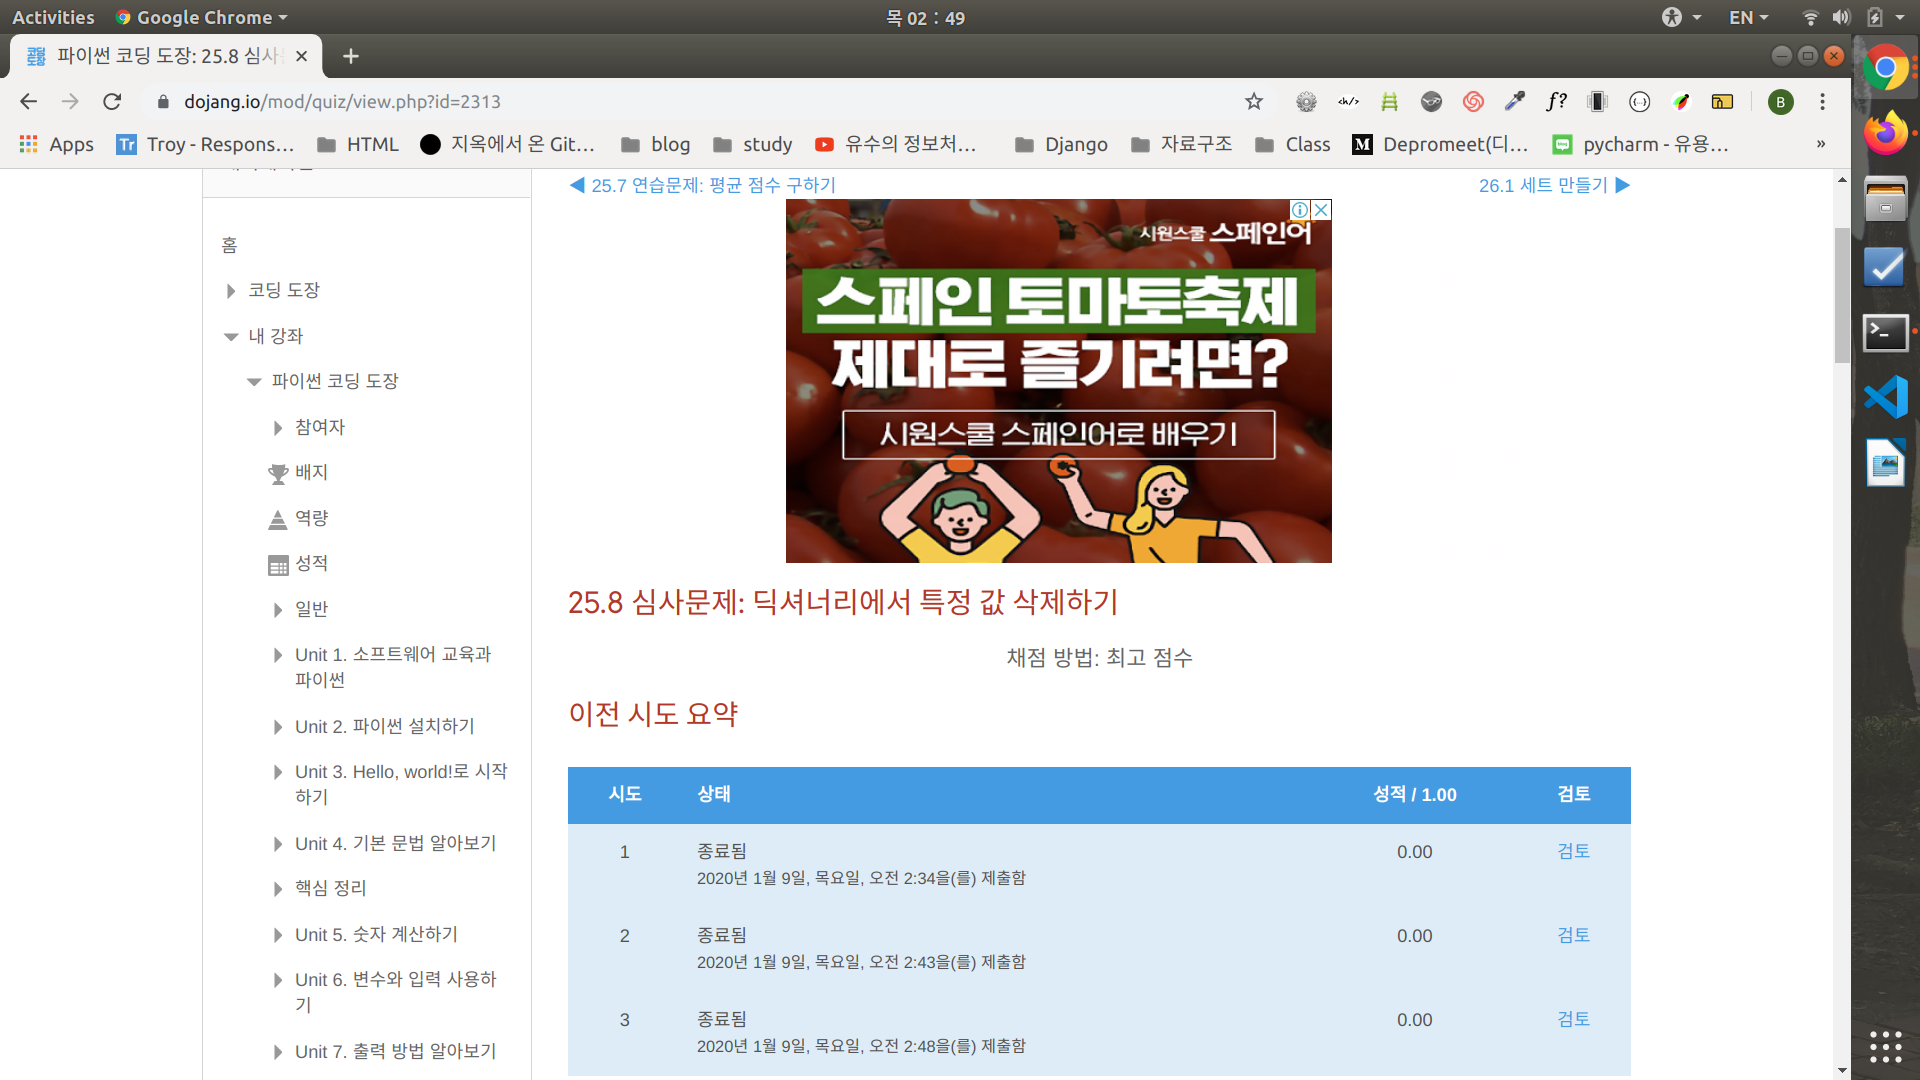 Activities
Google Chrome
목 02 : 49
EN
파이썬 코딩 도장: 25.8 심사
dojang.io/mod/quiz/view.php?id=2313
B
Apps
Troy - Respons...
HTML
지옥에서 온 Git...
blog
study
유수의 정보처...
Django
자료구조
Class
Depromeet(디...
pycharm - 유용...
»
◀ 25.7 연습문제: 평균 점수 구하기
26.1 세트 만들기 ▶
시원스쿨 스페인어
스페인 토마토축제
제대로 즐기려면?
시원스쿨 스페인어로 배우기
홈
코딩 도장
내 강좌
파이썬 코딩 도장
참여자
배지
역량
성적
일반
Unit 1. 소프트웨어 교육과
파이썬
Unit 2. 파이썬 설치하기
Unit 3. Hello, world!로 시작
하기
Unit 4. 기본 문법 알아보기
핵심 정리
Unit 5. 숫자 계산하기
Unit 6. 변수와 입력 사용하
기
Unit 7. 출력 방법 알아보기
25.8 심사문제: 딕셔너리에서 특정 값 삭제하기
채점 방법: 최고 점수
이전 시도 요약
시도 상태 성적 / 1.00 검토
1 종료됨 0.00 검토
2020년 1월 9일, 목요일, 오전 2:34을(를) 제출함
2 종료됨 0.00 검토
2020년 1월 9일, 목요일, 오전 2:43을(를) 제출함
3 종료됨 0.00 검토
2020년 1월 9일, 목요일, 오전 2:48을(를) 제출함